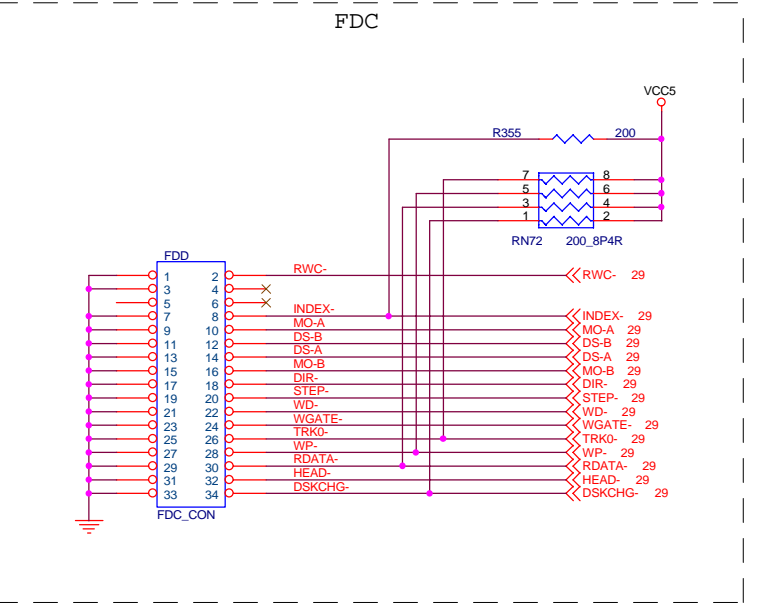 FDC
VCC5
R355 200
7 8
5 6
3 4
1 2
RN72 200_8P4R
FDD
1 2 RWC- RWC- 29
3 4
5 6
7 8 INDEX- INDEX- 29
9 10 MO-A MO-A 29
11 12 DS-B DS-B 29
13 14 DS-A DS-A 29
15 16 MO-B MO-B 29
17 18 DIR- DIR- 29
19 20 STEP- STEP- 29
21 22 WD- WD- 29
23 24 WGATE- WGATE- 29
25 26 TRK0- TRK0- 29
27 28 WP- WP- 29
29 30 RDATA- RDATA- 29
31 32 HEAD- HEAD- 29
33 34 DSKCHG- DSKCHG- 29
FDC_CON